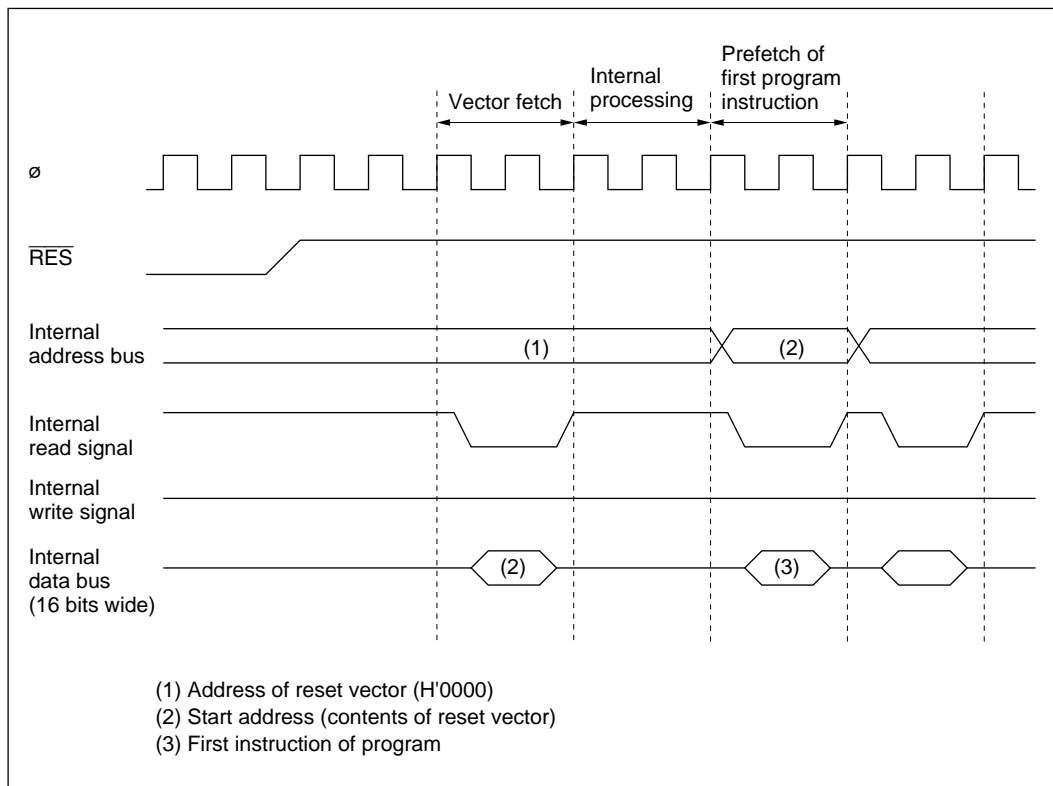 Prefetch of
first program
instruction
Internal
processing
Vector fetch
ø
RES
Internal
address bus
(1)
(2)
Internal
read signal
Internal
write signal
Internal
data bus
(16 bits wide)
(2)
(3)
(1) Address of reset vector (H'0000)
(2) Start address (contents of reset vector)
(3) First instruction of program